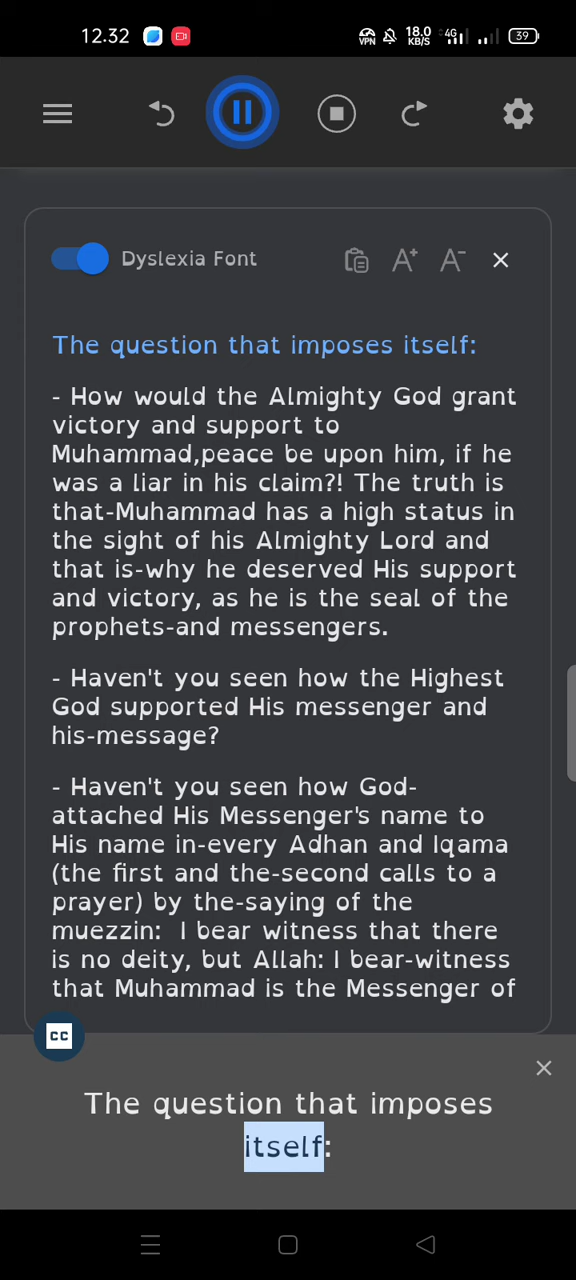 12.32
VPN
18.0
KB/S
4G
39
Dyslexia Font
A+
A-
The question that imposes itself:
- How would the Almighty God grant
victory and support to
Muhammad,peace be upon him, if he
was a liar in his claim?! The truth is
that-Muhammad has a high status in
the sight of his Almighty Lord and
that is-why he deserved His support
and victory, as he is the seal of the
prophets-and messengers.
- Haven't you seen how the Highest
God supported His messenger and
his-message?
- Haven't you seen how God-
attached His Messenger's name to
His name in-every Adhan and Iqama
(the first and the-second calls to a
prayer) by the-saying of the
muezzin:  I bear witness that there
is no deity, but Allah: I bear-witness
that Muhammad is the Messenger of
CC
The question that imposes
itself: